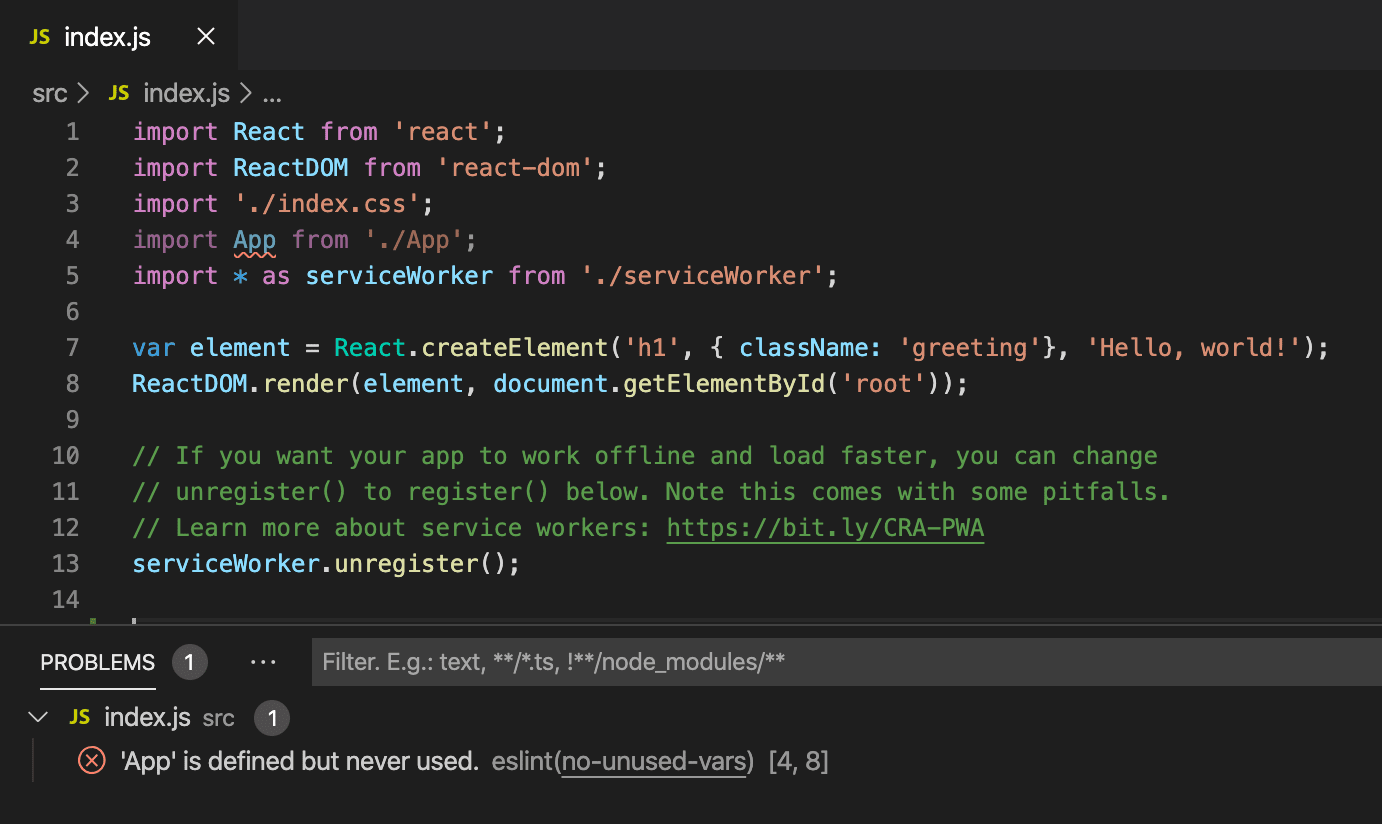 JS index.js
src > JS index.js > ...
1 import React from 'react';
2 import ReactDOM from 'react-dom';
3 import './index.css';
4 import App from './App';
5 import * as serviceWorker from './serviceWorker';
6
7 var element = React.createElement('h1', { className: 'greeting'}, 'Hello, world!');
8 ReactDOM.render(element, document.getElementById('root'));
9
10 // If you want your app to work offline and load faster, you can change
11 // unregister() to register() below. Note this comes with some pitfalls.
12 // Learn more about service workers: https://bit.ly/CRA-PWA
13 serviceWorker.unregister();
14
PROBLEMS 1 ... Filter. E.g.: text, **/*.ts, !**/node_modules/**
JS index.js src 1
'App' is defined but never used. eslint(no-unused-vars) [4, 8]